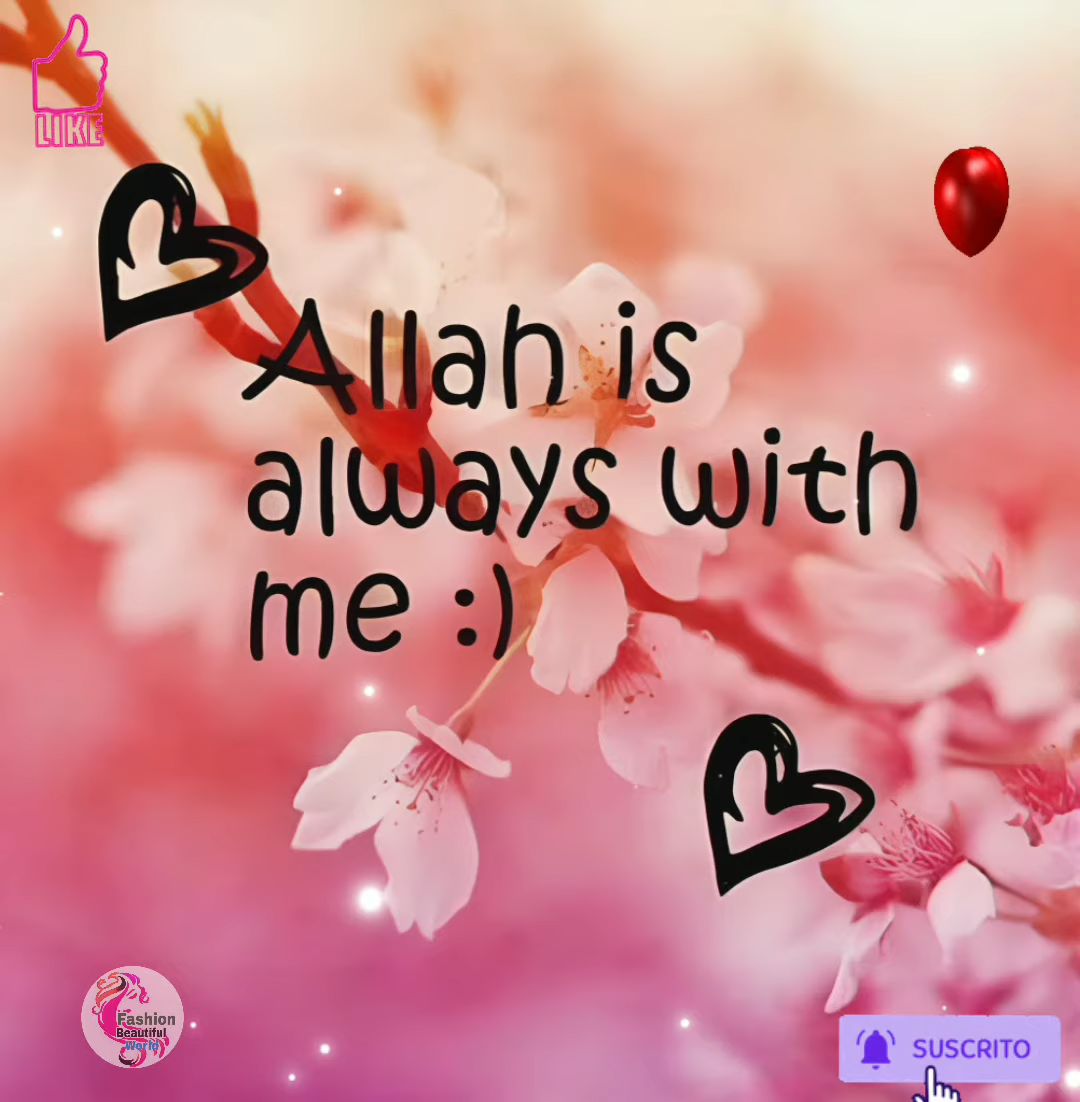 LIKE
Allah is
always with
me :)
Fashion
Beautiful
World
SUSCRITO